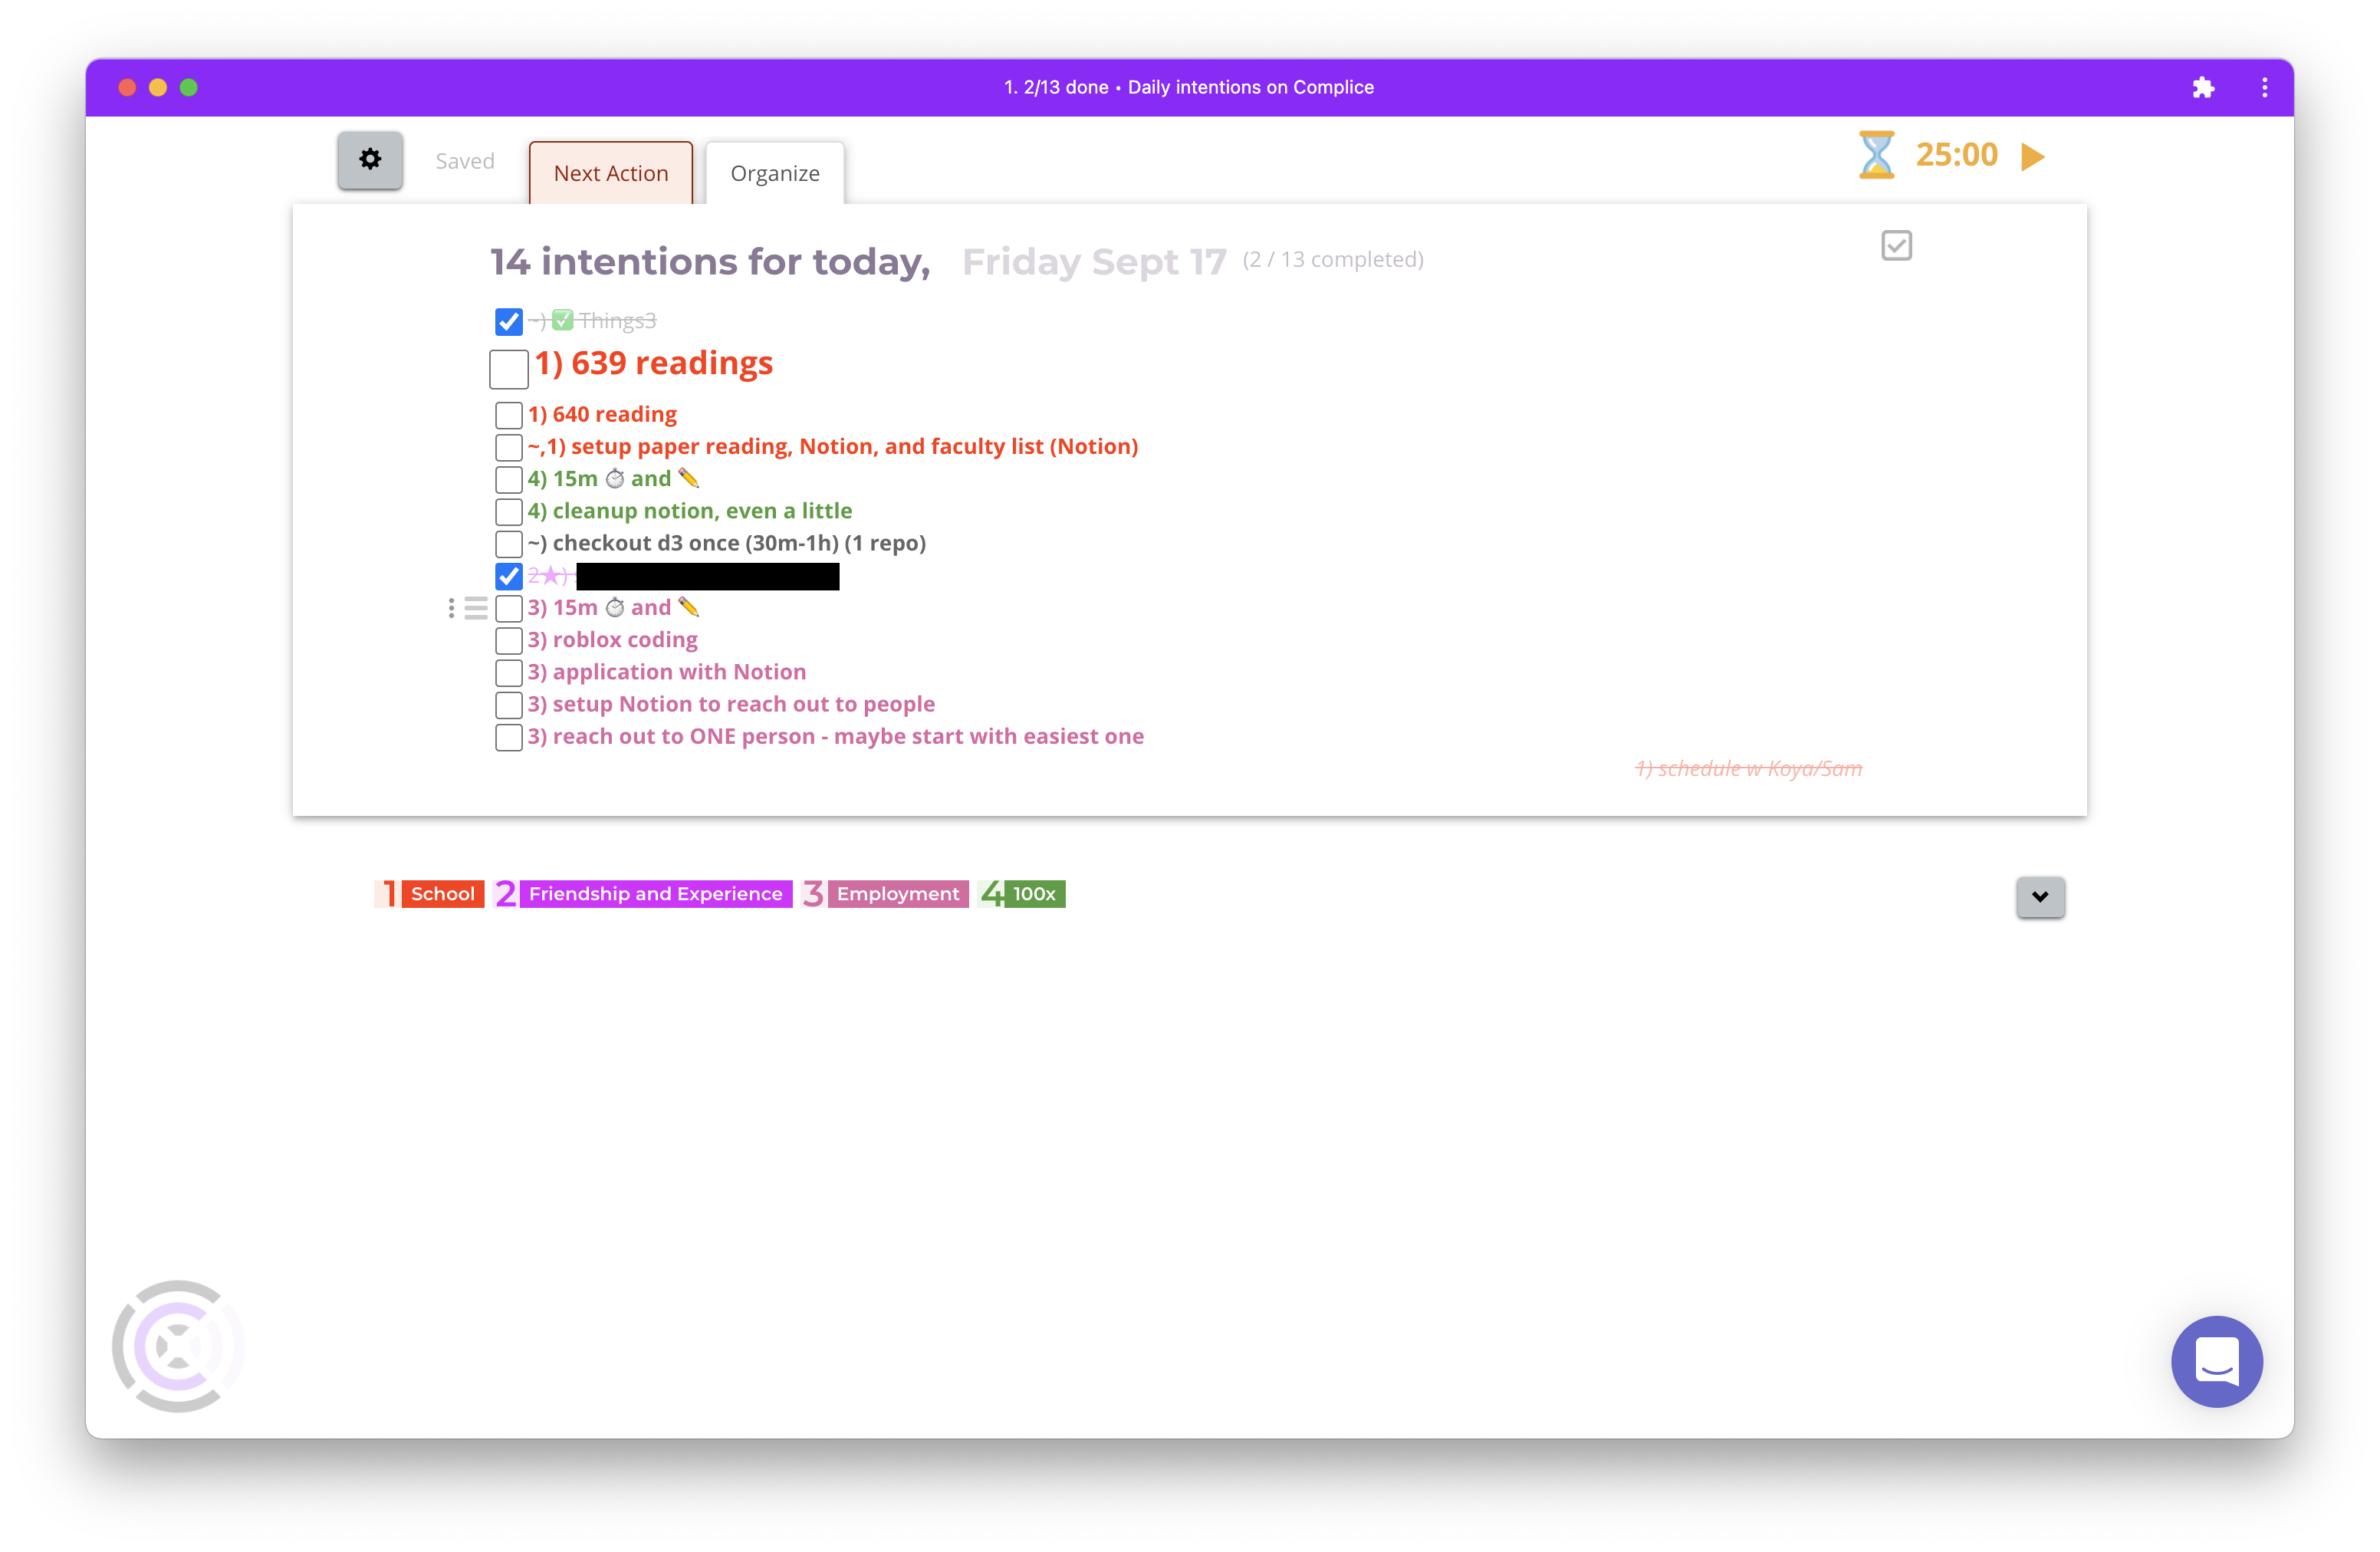 1. 2/13 done • Daily intentions on Complice
Saved
Next Action
Organize
25:00
14 intentions for today, Friday Sept 17 (2 / 13 completed)
~) ✅ Things3
1) 639 readings
1) 640 reading
~,1) setup paper reading, Notion, and faculty list (Notion)
4) 15m ⏱️ and ✏️
4) cleanup notion, even a little
~) checkout d3 once (30m-1h) (1 repo)
2★)
3) 15m ⏱️ and ✏️
3) roblox coding
3) application with Notion
3) setup Notion to reach out to people
3) reach out to ONE person - maybe start with easiest one
1) schedule w Koya/Sam
1 School 2 Friendship and Experience 3 Employment 4 100x